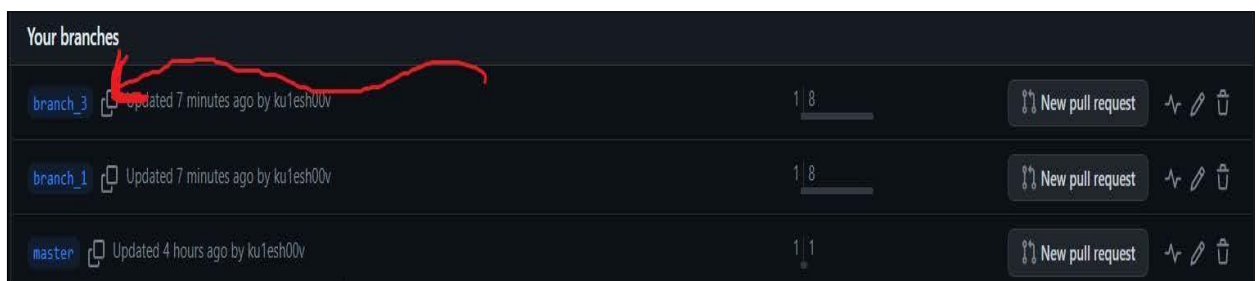 Your branches
branch_3 Updated 7 minutes ago by ku1esh00v 1 | 8 New pull request
branch_1 Updated 7 minutes ago by ku1esh00v 1 | 8 New pull request
master Updated 4 hours ago by ku1esh00v 1 | 1 New pull request